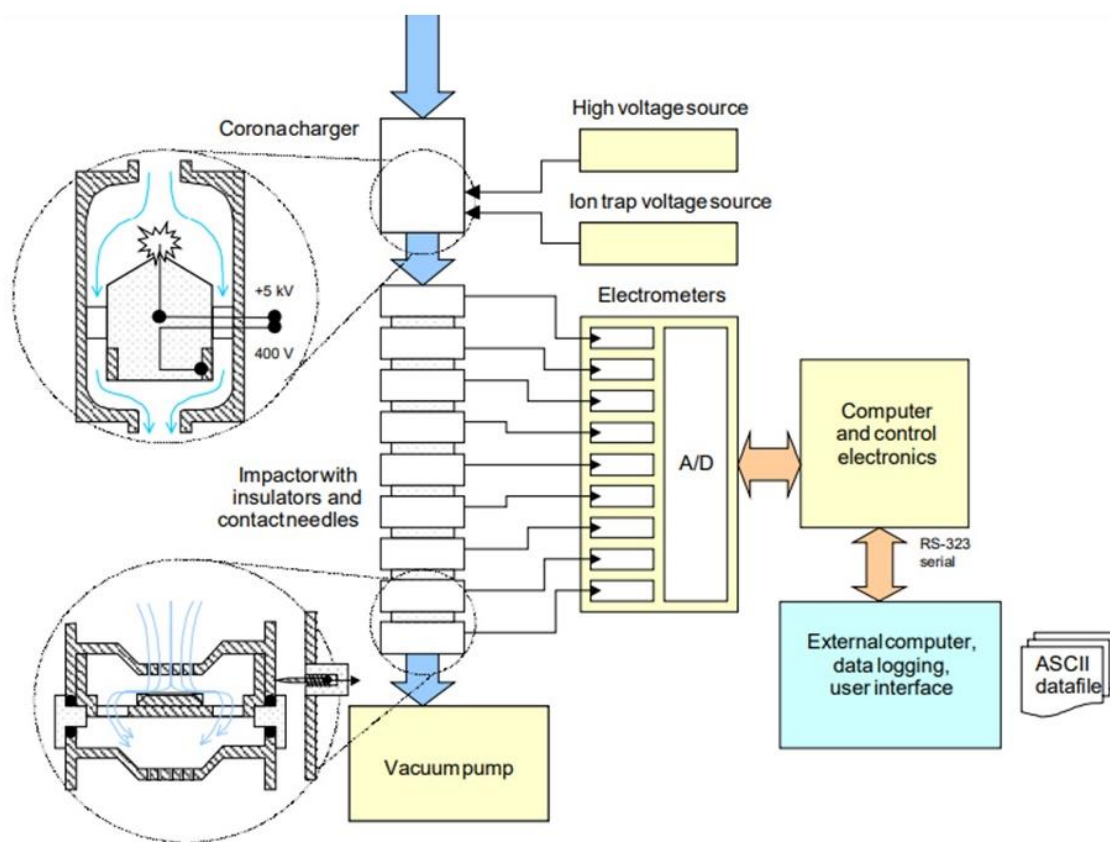 High voltage source
Corona charger
Ion trap voltage source
+5 kV
400 V
Electrometers
A/D
Computer
and control
electronics
Impactor with
insulators and
contact needles
RS-323
serial
External computer,
data logging,
user interface
ASCII
datafile
Vacuum pump